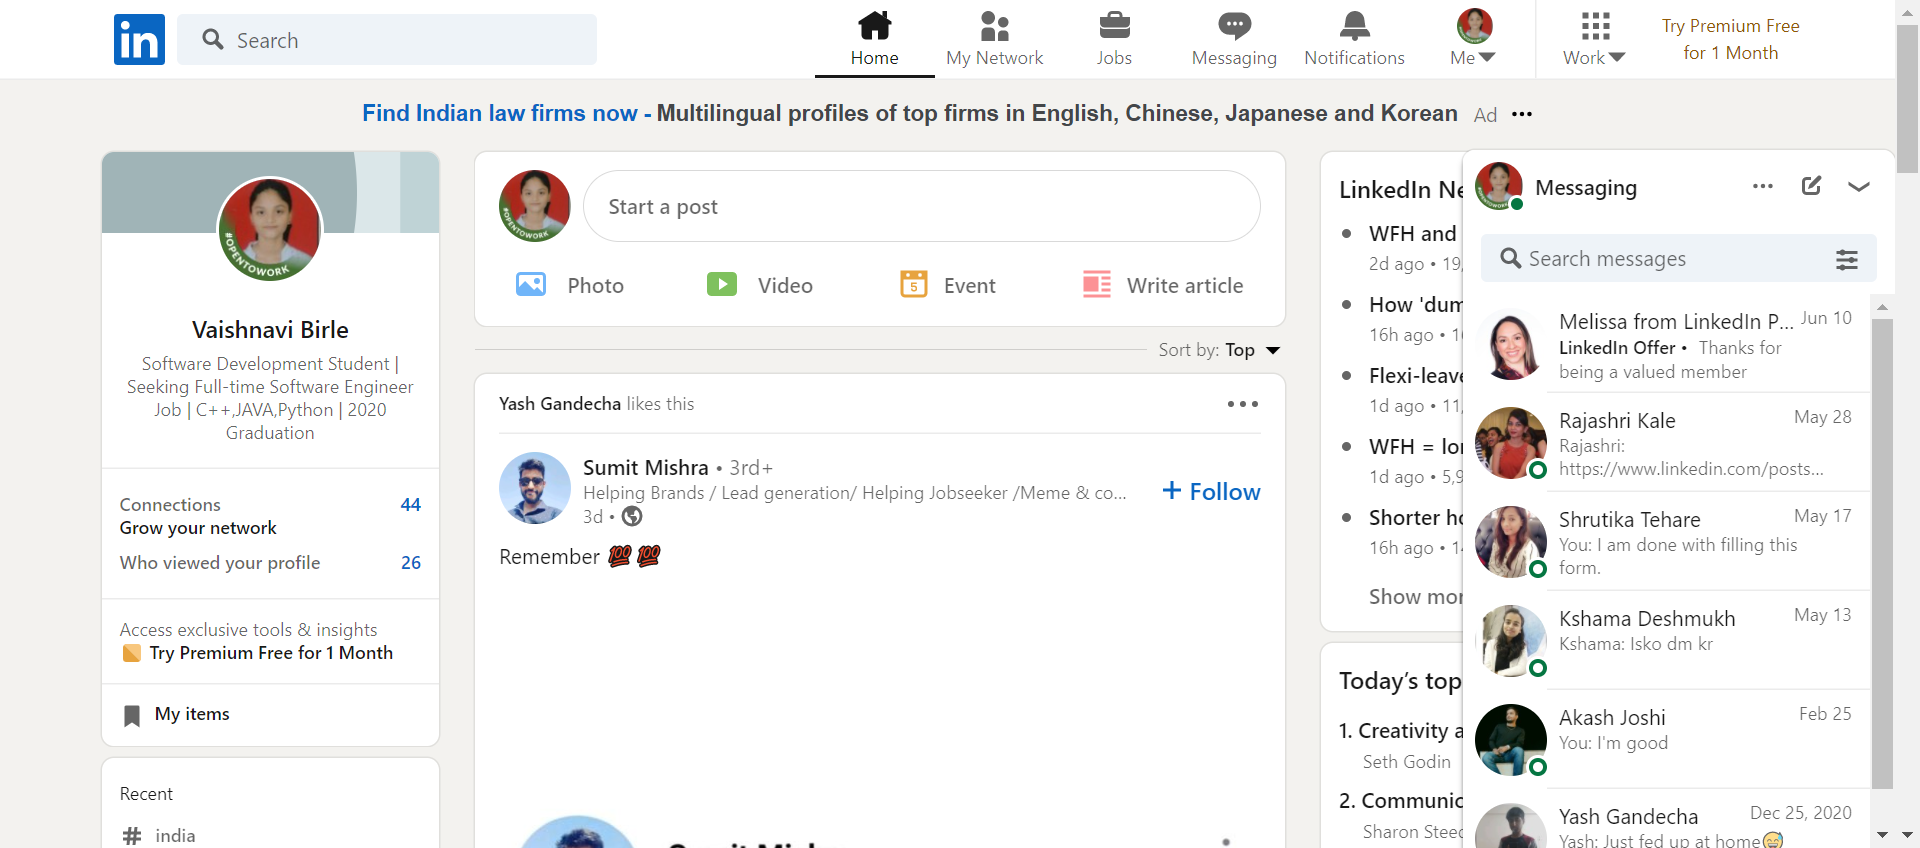 in
Search
Home
My Network
Jobs
Messaging
Notifications
Me
Work
Try Premium Free
for 1 Month
Find Indian law firms now - Multilingual profiles of top firms in English, Chinese, Japanese and Korean Ad
#OPENTOWORK
Vaishnavi Birle
Software Development Student |
Seeking Full-time Software Engineer
Job | C++,JAVA,Python | 2020
Graduation
Connections 44
Grow your network
Who viewed your profile 26
Access exclusive tools & insights
Try Premium Free for 1 Month
My items
Recent
# india
Start a post
Photo
Video
5
Event
Write article
Sort by: Top
Yash Gandecha likes this
Sumit Mishra • 3rd+
Helping Brands / Lead generation/ Helping Jobseeker /Meme & co...
3d •
+ Follow
Remember 💯 💯
LinkedIn Ne
• WFH and
2d ago • 19,
• How 'dum
16h ago • 1
• Flexi-leave
1d ago • 11,
• WFH = lo
1d ago • 5,9
• Shorter ho
16h ago • 1
Show mor
Today's top
1. Creativity a
Seth Godin
2. Communic
Sharon Steed
Messaging
Search messages
Melissa from LinkedIn P... Jun 10
LinkedIn Offer • Thanks for
being a valued member
Rajashri Kale May 28
Rajashri:
https://www.linkedin.com/posts...
Shrutika Tehare May 17
You: I am done with filling this
form.
Kshama Deshmukh May 13
Kshama: Isko dm kr
Akash Joshi Feb 25
You: I'm good
Yash Gandecha Dec 25, 2020
Yash: Just fed up at home😅